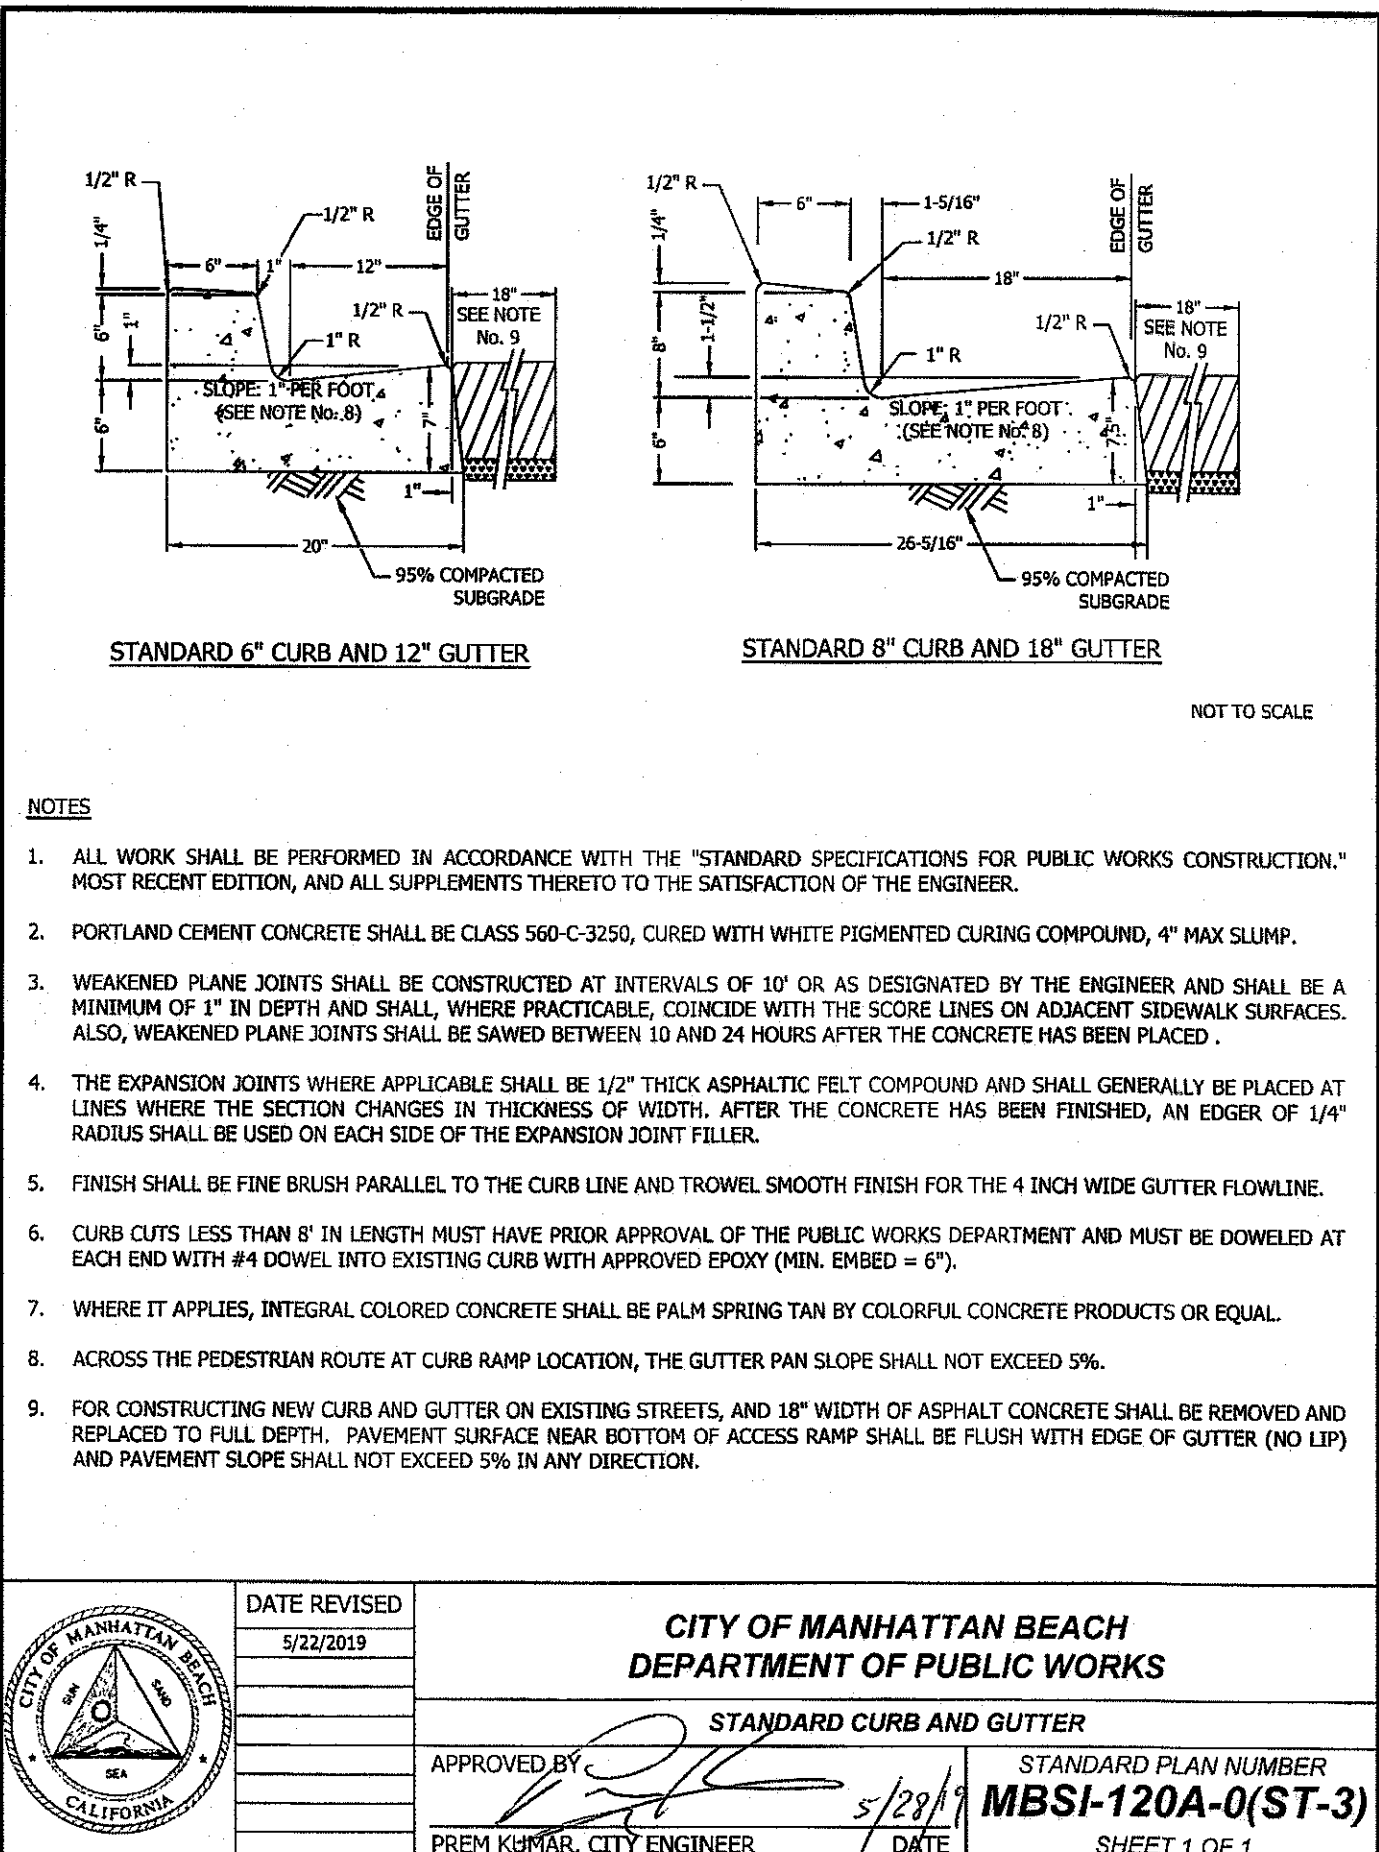 1/2" R
1/4"
6"
1"
1/2" R
12"
EDGE OF
GUTTER
6"
1"
1/2" R
18"
SEE NOTE
No. 9
1" R
SLOPE: 1" PER FOOT
(SEE NOTE No. 8)
6"
7"
1"
20"
95% COMPACTED
SUBGRADE
STANDARD 6" CURB AND 12" GUTTER
1/2" R
1/4"
6"
1-5/16"
1/2" R
EDGE OF
GUTTER
18"
8"
1-1/2"
1/2" R
18"
SEE NOTE
No. 9
1" R
SLOPE: 1" PER FOOT
(SEE NOTE No. 8)
6"
7.5"
1"
26-5/16"
95% COMPACTED
SUBGRADE
STANDARD 8" CURB AND 18" GUTTER
NOT TO SCALE
NOTES
1. ALL WORK SHALL BE PERFORMED IN ACCORDANCE WITH THE "STANDARD SPECIFICATIONS FOR PUBLIC WORKS CONSTRUCTION."
MOST RECENT EDITION, AND ALL SUPPLEMENTS THERETO TO THE SATISFACTION OF THE ENGINEER.
2. PORTLAND CEMENT CONCRETE SHALL BE CLASS 560-C-3250, CURED WITH WHITE PIGMENTED CURING COMPOUND, 4" MAX SLUMP.
3. WEAKENED PLANE JOINTS SHALL BE CONSTRUCTED AT INTERVALS OF 10' OR AS DESIGNATED BY THE ENGINEER AND SHALL BE A
MINIMUM OF 1" IN DEPTH AND SHALL, WHERE PRACTICABLE, COINCIDE WITH THE SCORE LINES ON ADJACENT SIDEWALK SURFACES.
ALSO, WEAKENED PLANE JOINTS SHALL BE SAWED BETWEEN 10 AND 24 HOURS AFTER THE CONCRETE HAS BEEN PLACED .
4. THE EXPANSION JOINTS WHERE APPLICABLE SHALL BE 1/2" THICK ASPHALTIC FELT COMPOUND AND SHALL GENERALLY BE PLACED AT
LINES WHERE THE SECTION CHANGES IN THICKNESS OF WIDTH. AFTER THE CONCRETE HAS BEEN FINISHED, AN EDGER OF 1/4"
RADIUS SHALL BE USED ON EACH SIDE OF THE EXPANSION JOINT FILLER.
5. FINISH SHALL BE FINE BRUSH PARALLEL TO THE CURB LINE AND TROWEL SMOOTH FINISH FOR THE 4 INCH WIDE GUTTER FLOWLINE.
6. CURB CUTS LESS THAN 8' IN LENGTH MUST HAVE PRIOR APPROVAL OF THE PUBLIC WORKS DEPARTMENT AND MUST BE DOWELED AT
EACH END WITH #4 DOWEL INTO EXISTING CURB WITH APPROVED EPOXY (MIN. EMBED = 6").
7. WHERE IT APPLIES, INTEGRAL COLORED CONCRETE SHALL BE PALM SPRING TAN BY COLORFUL CONCRETE PRODUCTS OR EQUAL.
8. ACROSS THE PEDESTRIAN ROUTE AT CURB RAMP LOCATION, THE GUTTER PAN SLOPE SHALL NOT EXCEED 5%.
9. FOR CONSTRUCTING NEW CURB AND GUTTER ON EXISTING STREETS, AND 18" WIDTH OF ASPHALT CONCRETE SHALL BE REMOVED AND
REPLACED TO FULL DEPTH. PAVEMENT SURFACE NEAR BOTTOM OF ACCESS RAMP SHALL BE FLUSH WITH EDGE OF GUTTER (NO LIP)
AND PAVEMENT SLOPE SHALL NOT EXCEED 5% IN ANY DIRECTION.
CITY OF MANHATTAN BEACH
SUN
SAND
SEA
CALIFORNIA
DATE REVISED
5/22/2019
CITY OF MANHATTAN BEACH
DEPARTMENT OF PUBLIC WORKS
STANDARD CURB AND GUTTER
APPROVED BY
5/28/19
PREM KUMAR, CITY ENGINEER
DATE
STANDARD PLAN NUMBER
MBSI-120A-0(ST-3)
SHEET 1 OF 1